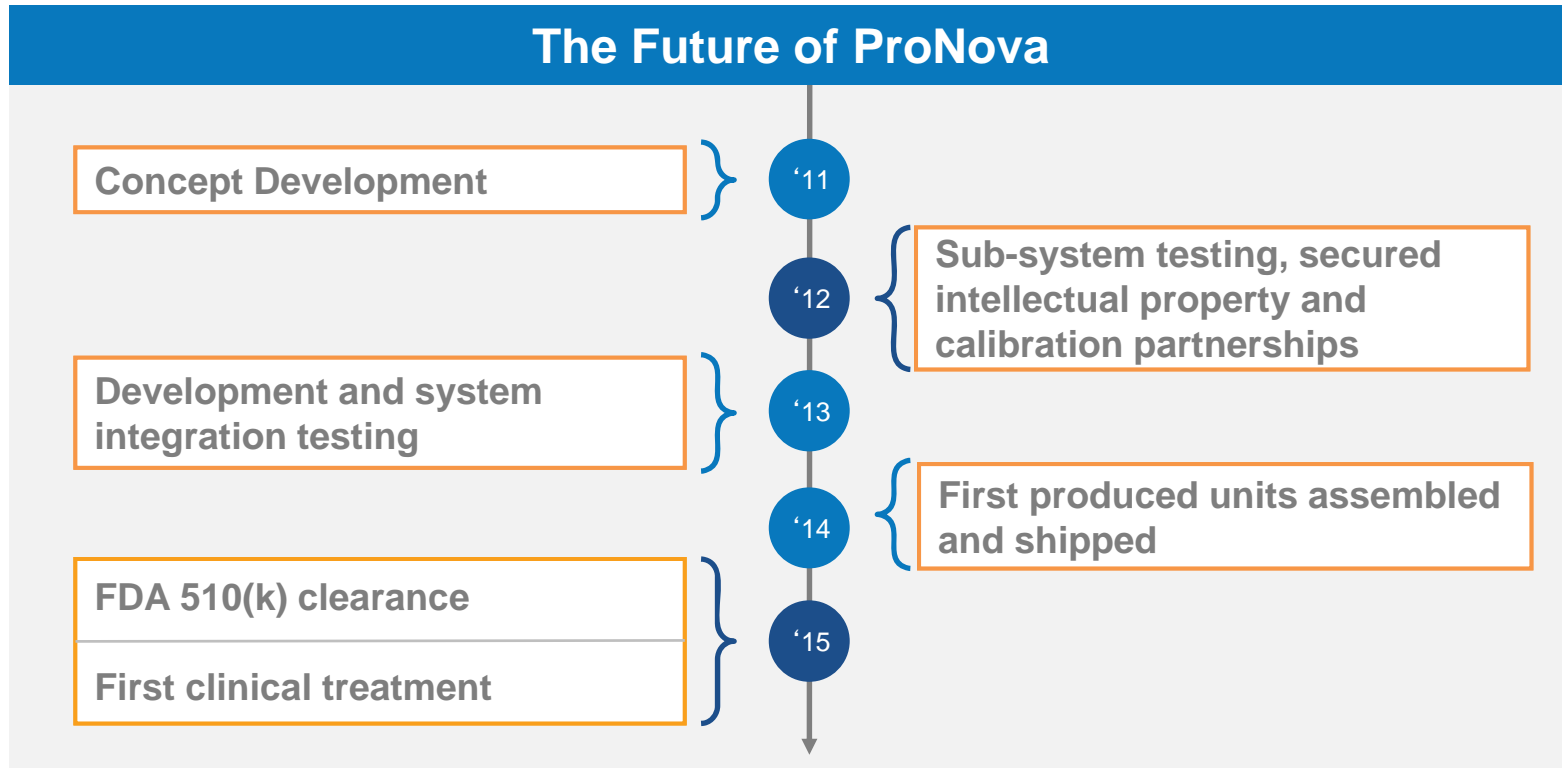 The Future of ProNova
Concept Development
‘11
‘12
Sub-system testing, secured
intellectual property and
calibration partnerships
Development and system
integration testing
‘13
‘14
First produced units assembled
and shipped
FDA 510(k) clearance
First clinical treatment
‘15